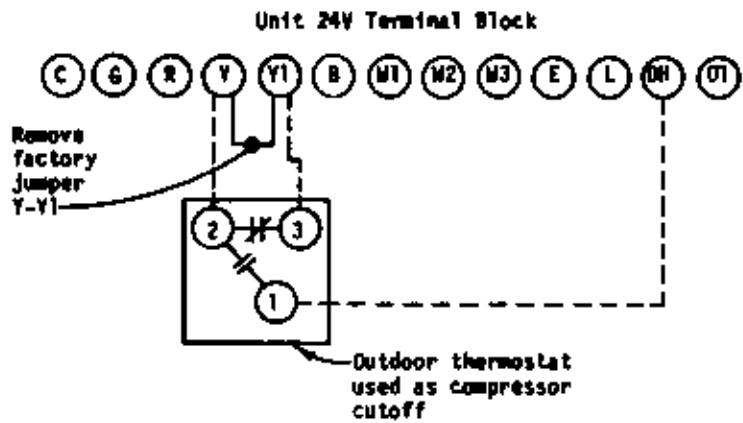 Unit 24V Terminal Block
C G R Y Y1 B W1 W2 W3 E L DH O1
Remove
factory
jumper
Y-Y1
2 3
1
Outdoor thermostat
used as compressor
cutoff